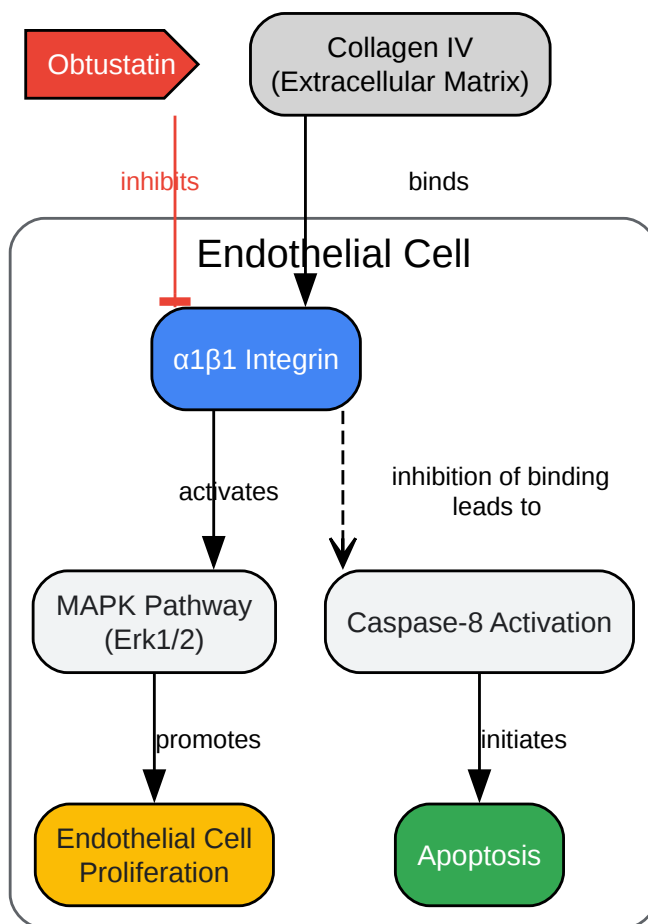 Obtustatin
Collagen IV
(Extracellular Matrix)
inhibits
binds
Endothelial Cell
α1β1 Integrin
activates
inhibition of binding
leads to
MAPK Pathway
(Erk1/2)
Caspase-8 Activation
promotes
initiates
Endothelial Cell
Proliferation
Apoptosis